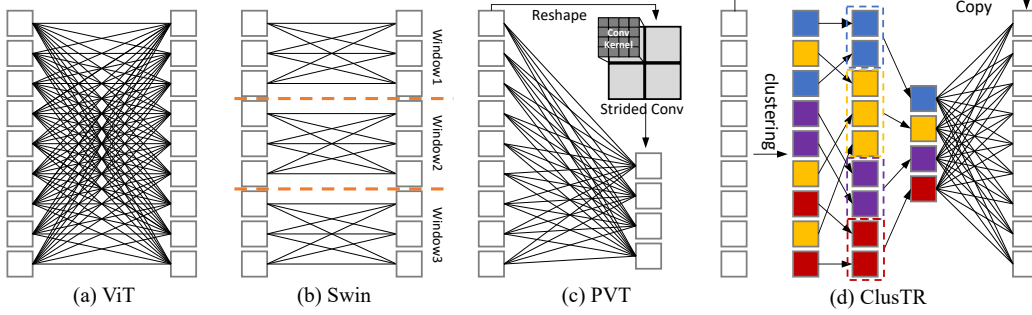 Reshape
Conv
Kernel
Strided Conv
Copy
Window1
Window2
Window3
clustering
(a) ViT
(b) Swin
(c) PVT
(d) ClusTR